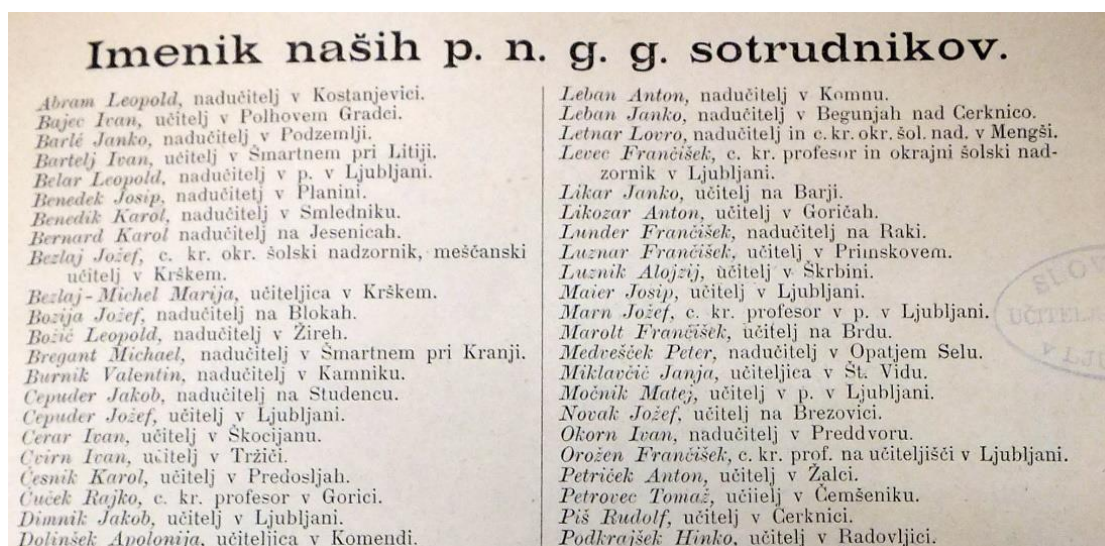 Imenik naših p. n. g. g. sotrudnikov.
Abram Leopold, nadučitelj v Kostanjevici.
Bajec Ivan, učitelj v Polhovem Gradci.
Barlé Janko, nadučitelj v Podzemlji.
Bartelj Ivan, učitelj v Šmartnem pri Litiji.
Belar Leopold, nadučitelj v p. v Ljubljani.
Benedek Josip, nadučitetj v Planini.
Benedik Karol, nadučitelj v Smledniku.
Bernard Karol nadučitelj na Jesenicah.
Bezlaj Jožef, c. kr. okr. šolski nadzornik, meščanski
učitelj v Krškem.
Bezlaj-Michel Marija, učiteljica v Krškem.
Božija Jožef, nadučitelj na Blokah.
Božič Leopold, nadučitelj v Žireh.
Bregant Michael, nadučitelj v Šmartnem pri Kranji.
Burnik Valentin, nadučitelj v Kamniku.
Cepuder Jakob, nadučitelj na Studencu.
Cepuder Jožef, učitelj v Ljubljani.
Cerar Ivan, učitelj v Škocijanu.
Cvirn Ivan, učitelj v Tržiči.
Česnik Karol, učitelj v Predosljah.
Čuček Rajko, c. kr. profesor v Gorici.
Dimnik Jakob, učitelj v Ljubljani.
Dolinšek Apolonija, učiteljica v Komendi.
Leban Anton, nadučitelj v Komnu.
Leban Janko, nadučitelj v Begunjah nad Cerknico.
Letnar Lovro, nadučitelj in c. kr. okr. šol. nad. v Mengši.
Levec Frančišek, c. kr. profesor in okrajni šolski nad-
zornik v Ljubljani.
Likar Janko, učitelj na Barji.
Likozar Anton, učitelj v Goričah.
Lunder Frančišek, nadučitelj na Raki.
Luznar Frančišek, učitelj v Primskovem.
Luznik Alojzij, učitelj v Škrbini.
Maier Josip, učitelj v Ljubljani.
Marn Jožef, c. kr. profesor v p. v Ljubljani.
Marolt Frančišek, učitelj na Brdu.
Medvešček Peter, nadučitelj v Opatjem Selu.
Miklavčič Janja, učiteljica v Št. Vidu.
Močnik Matej, učitelj v p. v Ljubljani.
Novak Jožef, učitelj na Brezovici.
Okorn Ivan, nadučitelj v Preddvoru.
Orožen Frančišek, c. kr. prof. na učiteljišči v Ljubljani.
Petriček Anton, učitelj v Žalci.
Petrovec Tomaž, učiielj v Čemšeniku.
Piš Rudolf, učitelj v Cerknici.
Podkrajšek Hinko, učitelj v Radovljici.